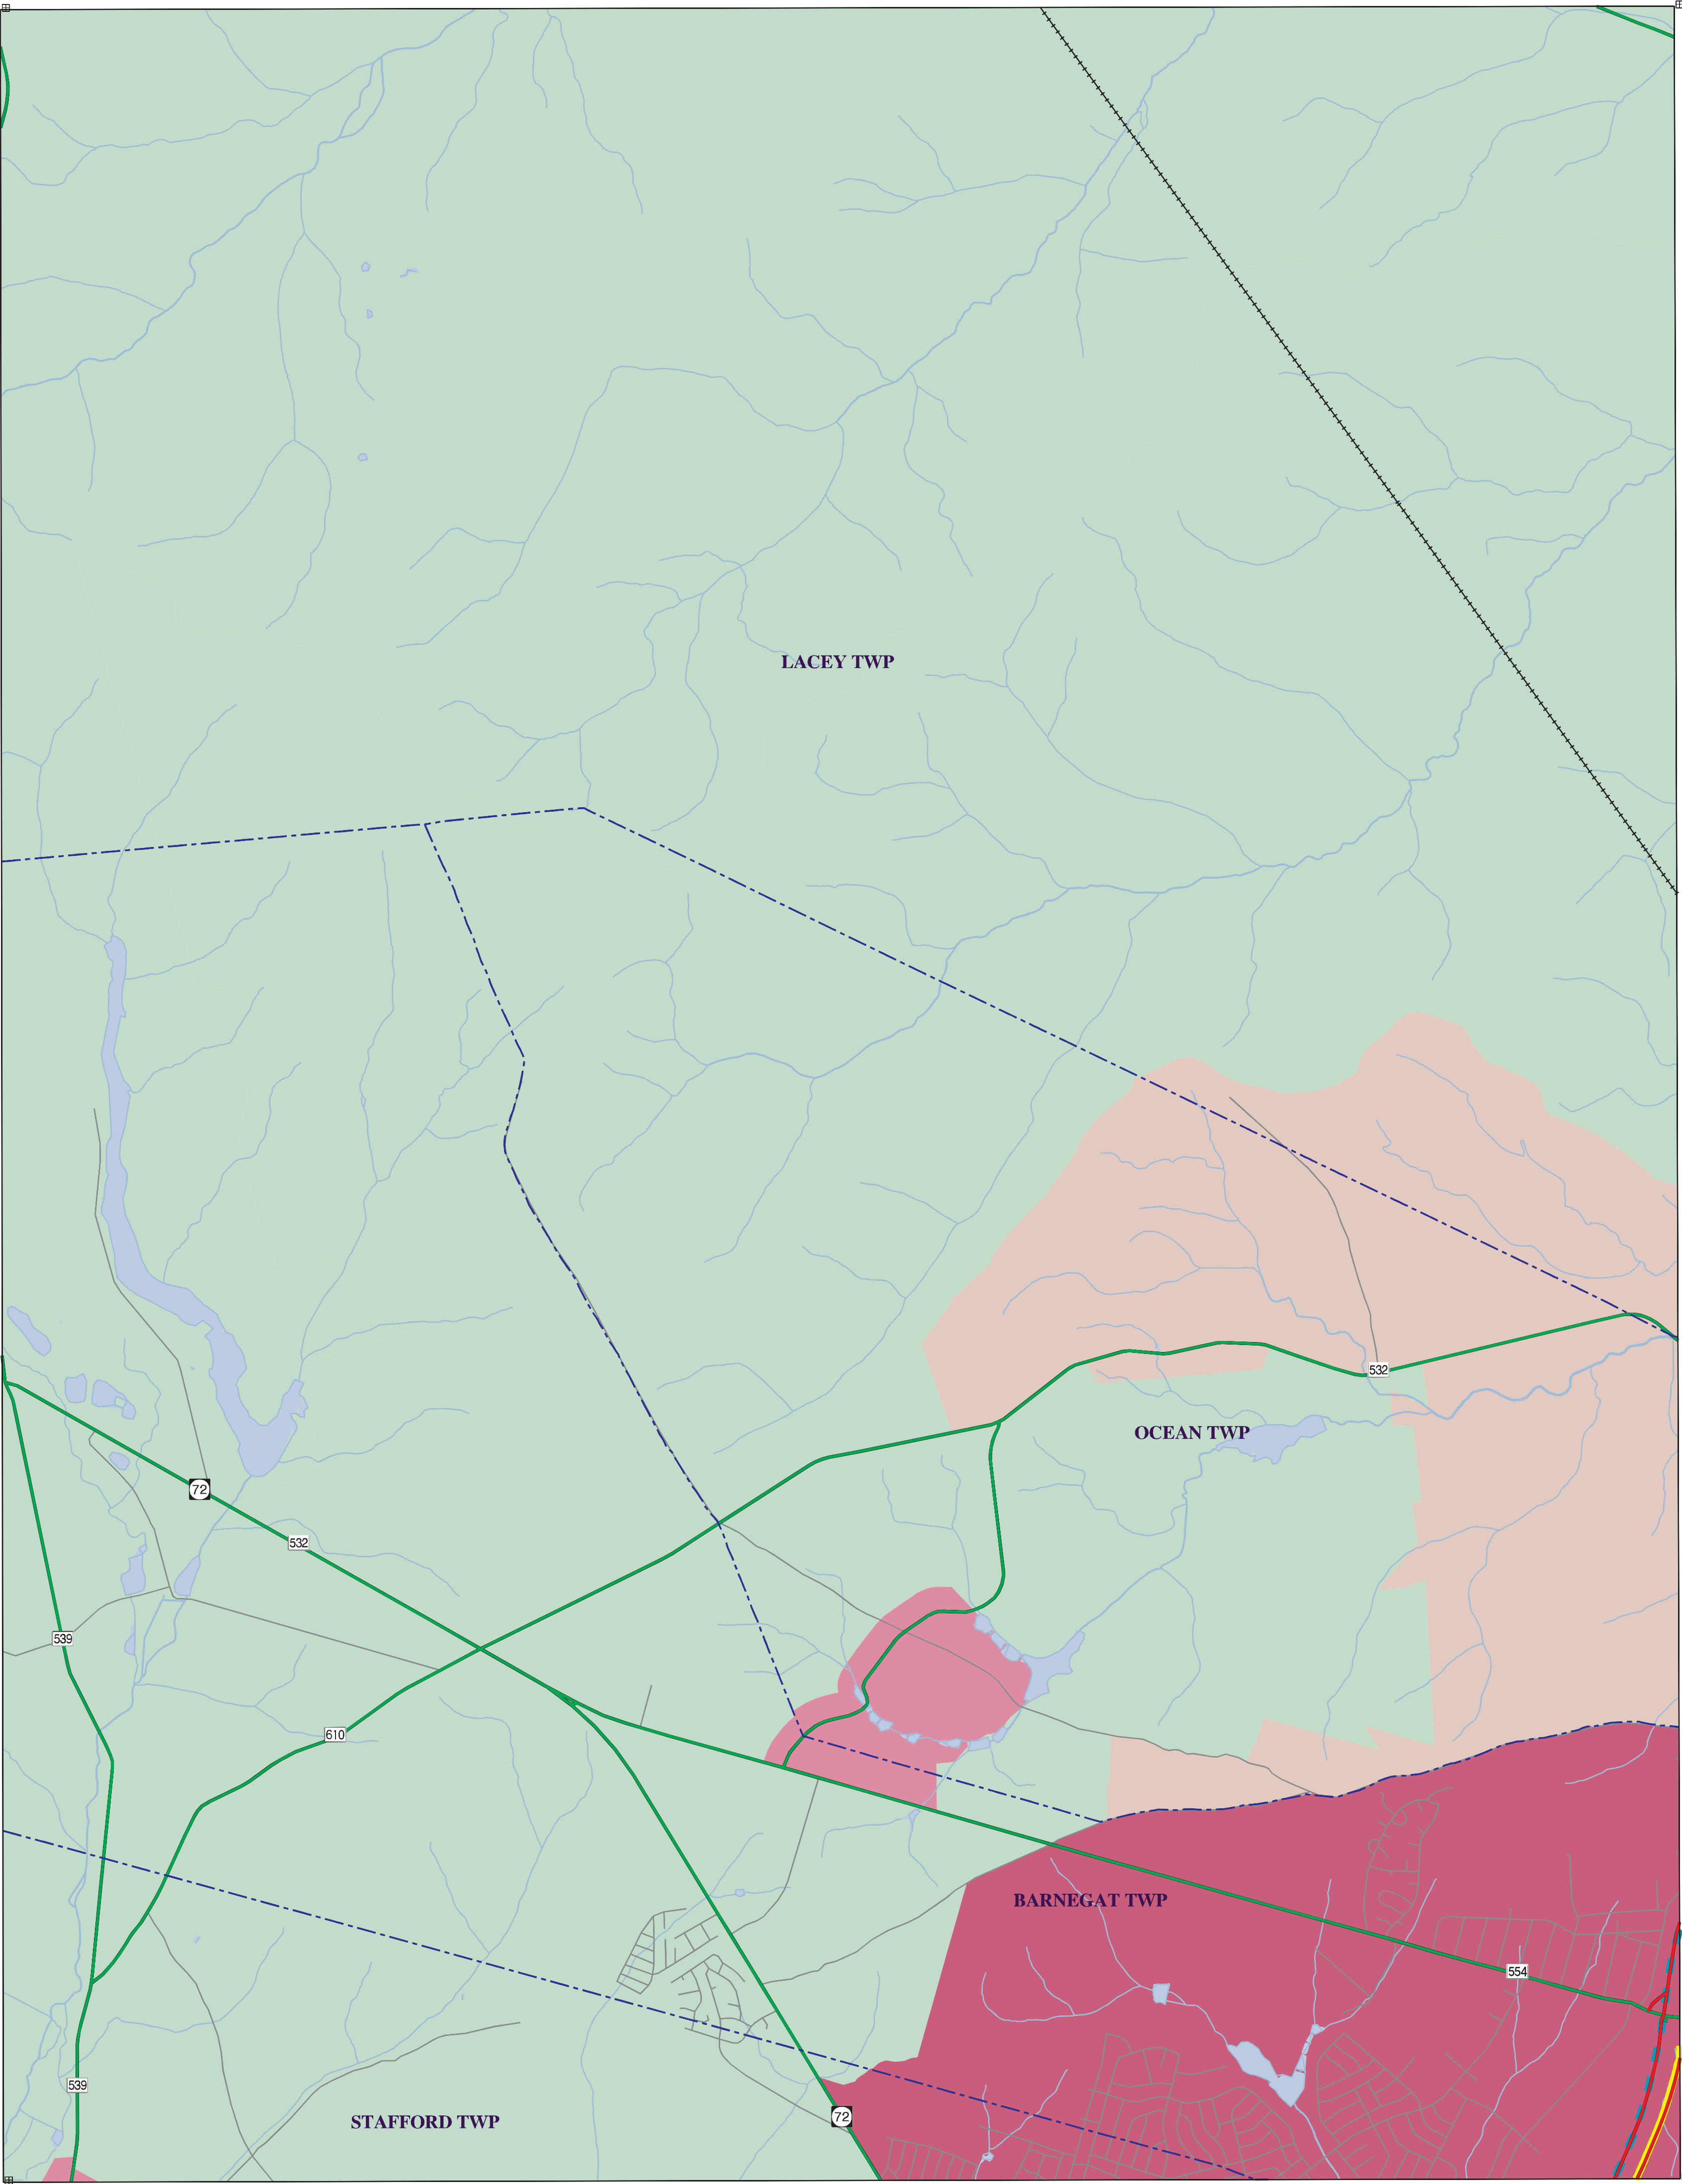 LACEY TWP
532
OCEAN TWP
72
532
539
610
BARNEGAT TWP
554
539
72
STAFFORD TWP